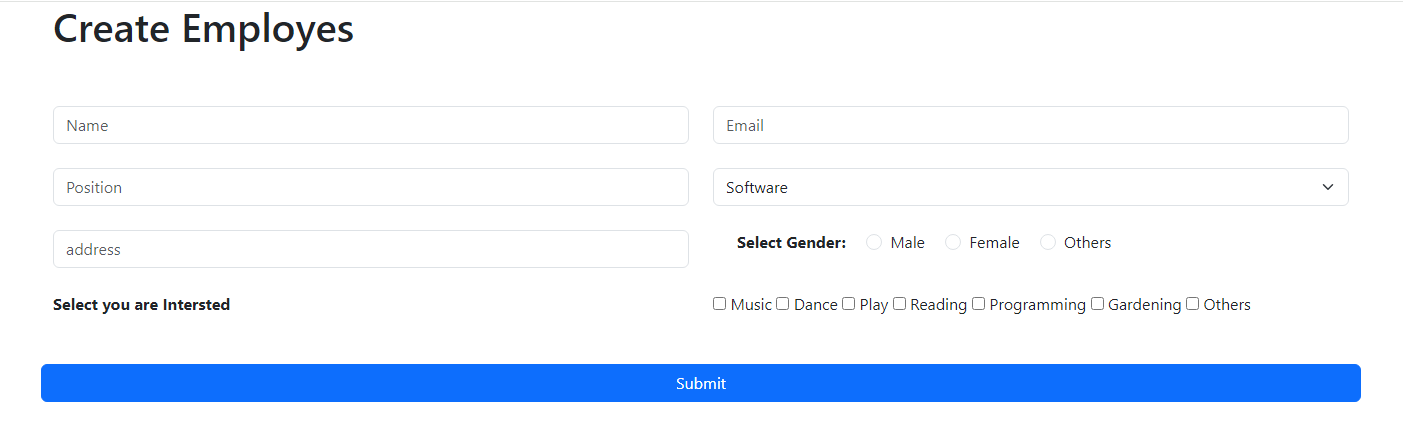 Create Employes
Name Email
Position Software
address Select Gender: Male Female Others
Select you are Intersted Music Dance Play Reading Programming Gardening Others
Submit